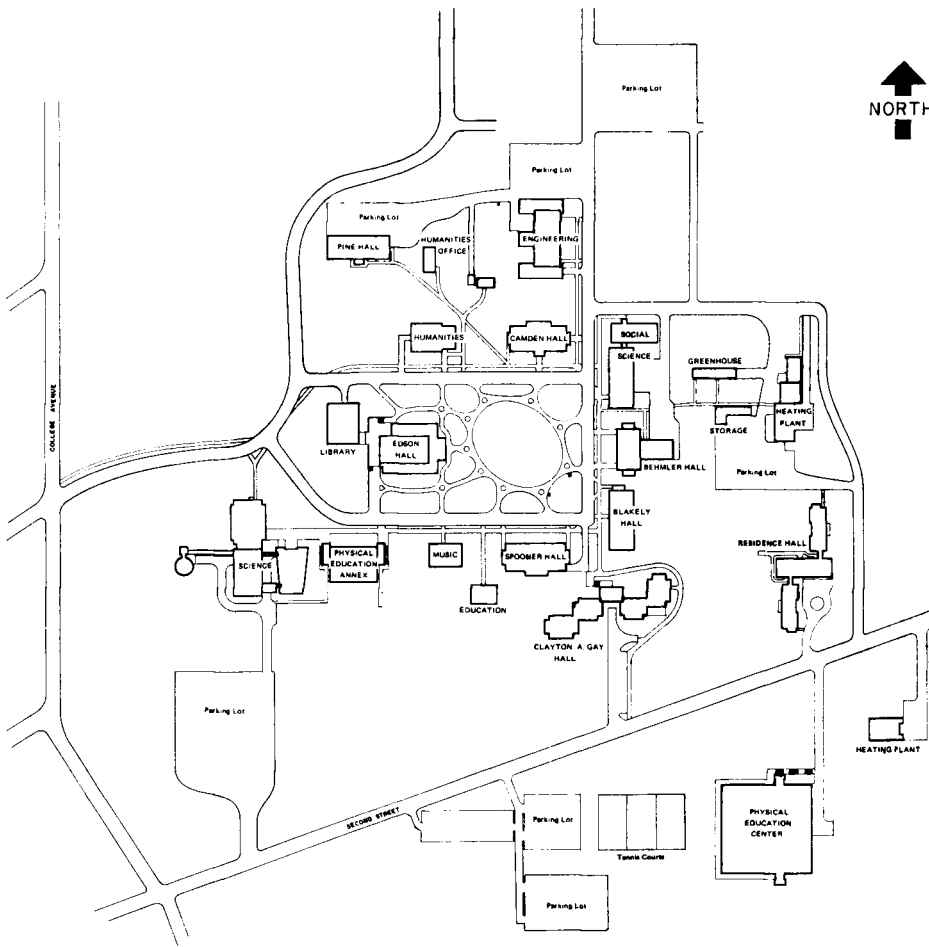 Parking Lot
NORTH
Parking Lot
Parking Lot
PINE HALL
HUMANITIES
OFFICE
ENGINEERING
HUMANITIES
CAMDEN HALL
SOCIAL
SCIENCE
GREENHOUSE
COLLEGE AVENUE
HEATING
PLANT
STORAGE
EDSON
HALL
LIBRARY
BEHMLER HALL
Parking Lot
BLAKELY
HALL
RESIDENCE HALL
SCIENCE
PHYSICAL
EDUCATION
ANNEX
MUSIC
SPOONER HALL
EDUCATION
CLAYTON A. GAY
HALL
Parking Lot
HEATING PLANT
SECOND STREET
Parking Lot
Tennis Courts
PHYSICAL
EDUCATION
CENTER
Parking Lot